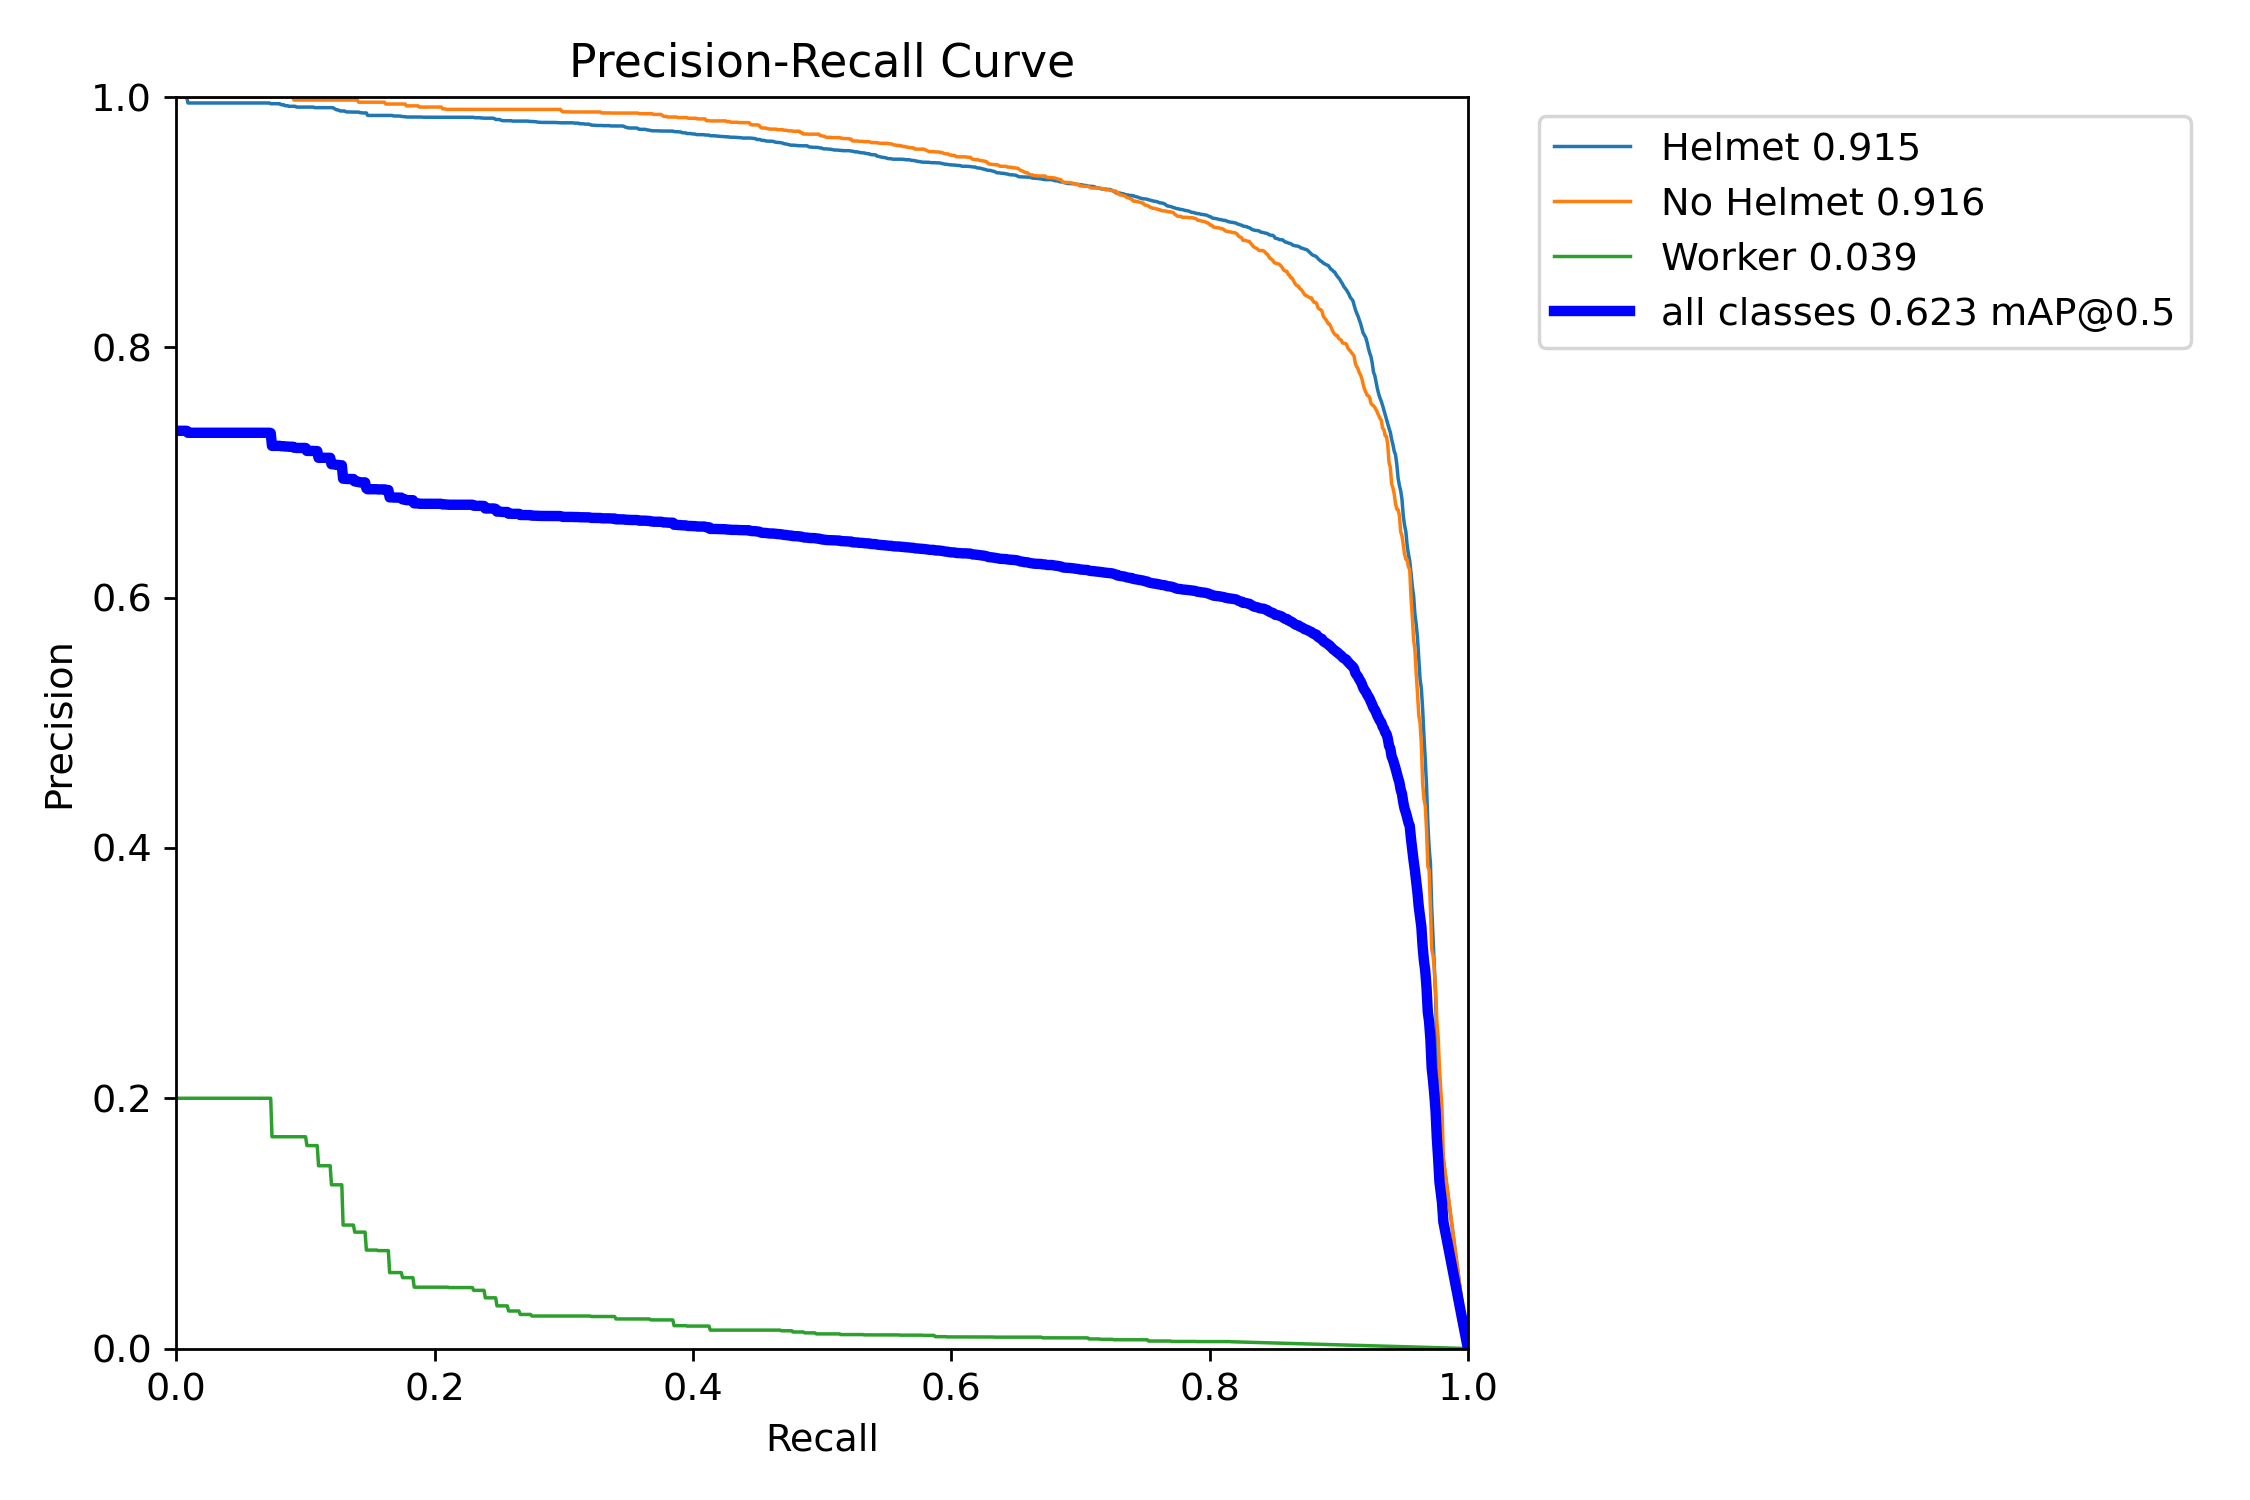 Precision-Recall Curve
1.0
0.8
0.6
0.4
0.2
0.0
Precision
0.0 0.2 0.4 0.6 0.8 1.0
Recall
Helmet 0.915
No Helmet 0.916
Worker 0.039
all classes 0.623 mAP@0.5